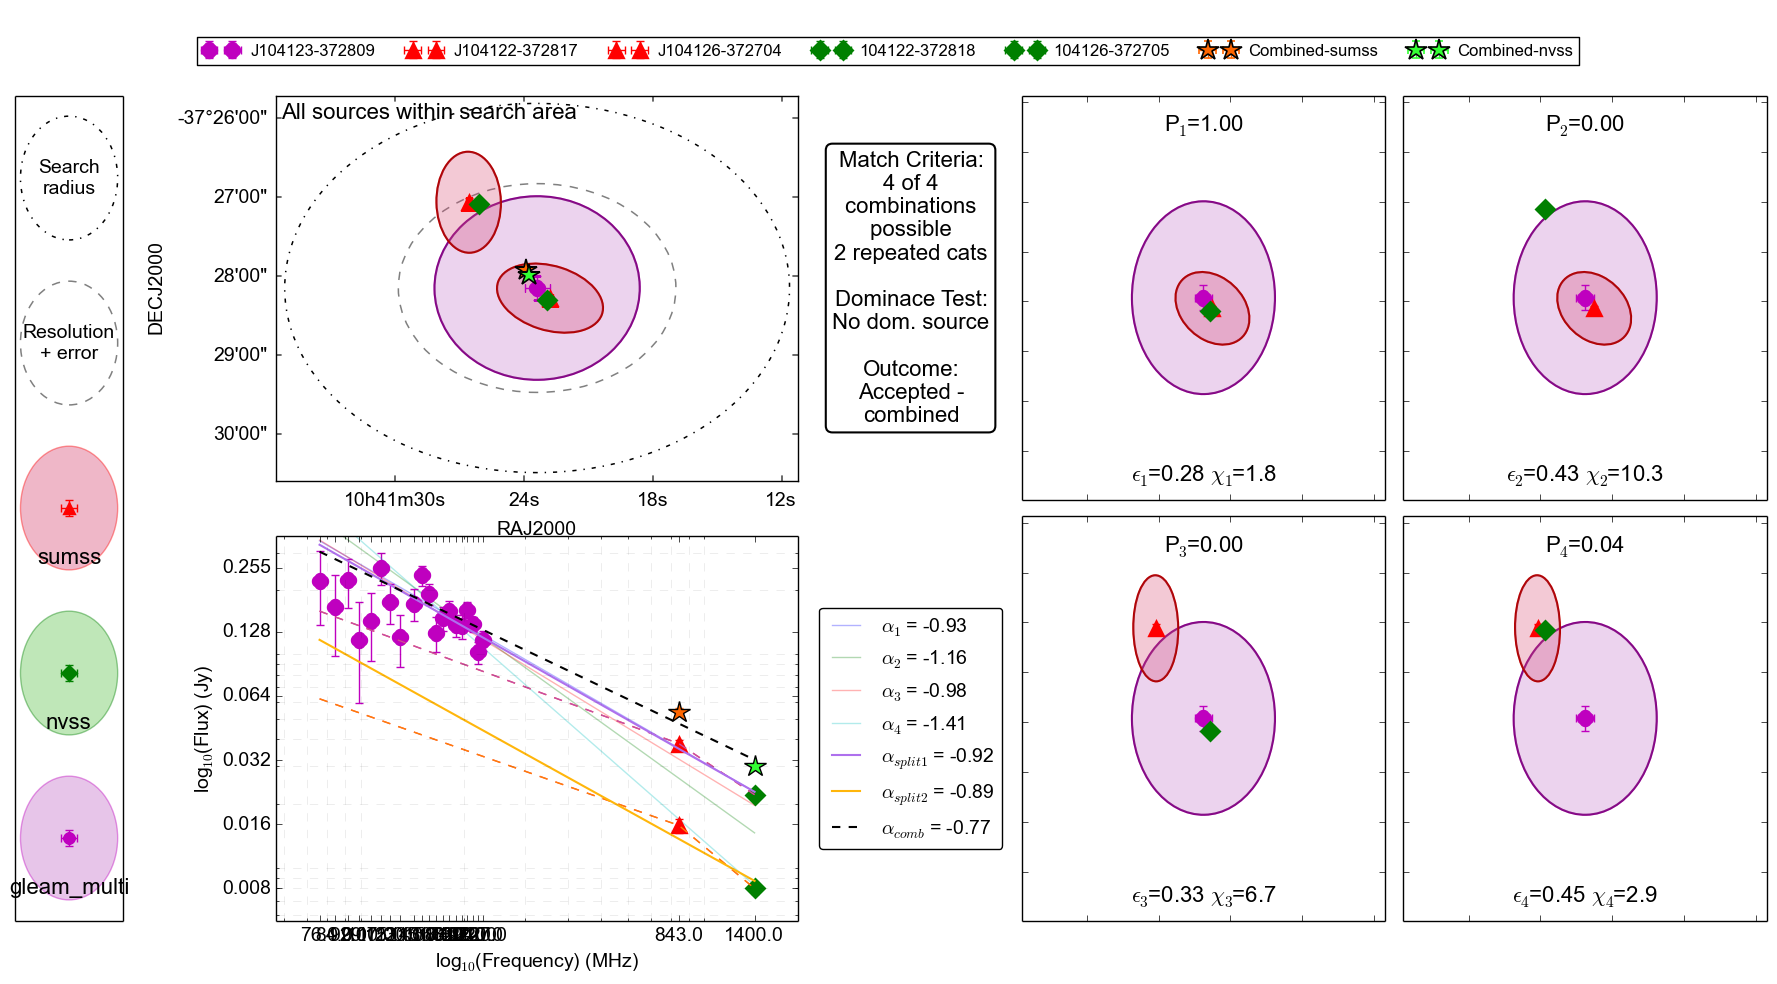 J104123-372809 J104122-372817 J104126-372704 104122-372818 104126-372705 Combined-sumss Combined-nvss
Search
radius
Resolution
+ error
sumss
nvss
gleam_multi
All sources within search area
-37°26'00"
27'00"
28'00"
29'00"
30'00"
DECJ2000
10h41m30s 24s 18s 12s
RAJ2000
Match Criteria:
4 of 4
combinations
possible
2 repeated cats
Dominace Test:
No dom. source
Outcome:
Accepted -
combined
P1=1.00
ϵ1=0.28 χ1=1.8
P2=0.00
ϵ2=0.43 χ2=10.3
P3=0.00
ϵ3=0.33 χ3=6.7
P4=0.04
ϵ4=0.45 χ4=2.9
0.255
0.128
0.064
0.032
0.016
0.008
log10(Flux) (Jy)
843.0 1400.0
log10(Frequency) (MHz)
α1 = -0.93
α2 = -1.16
α3 = -0.98
α4 = -1.41
αsplit1 = -0.92
αsplit2 = -0.89
αcomb = -0.77